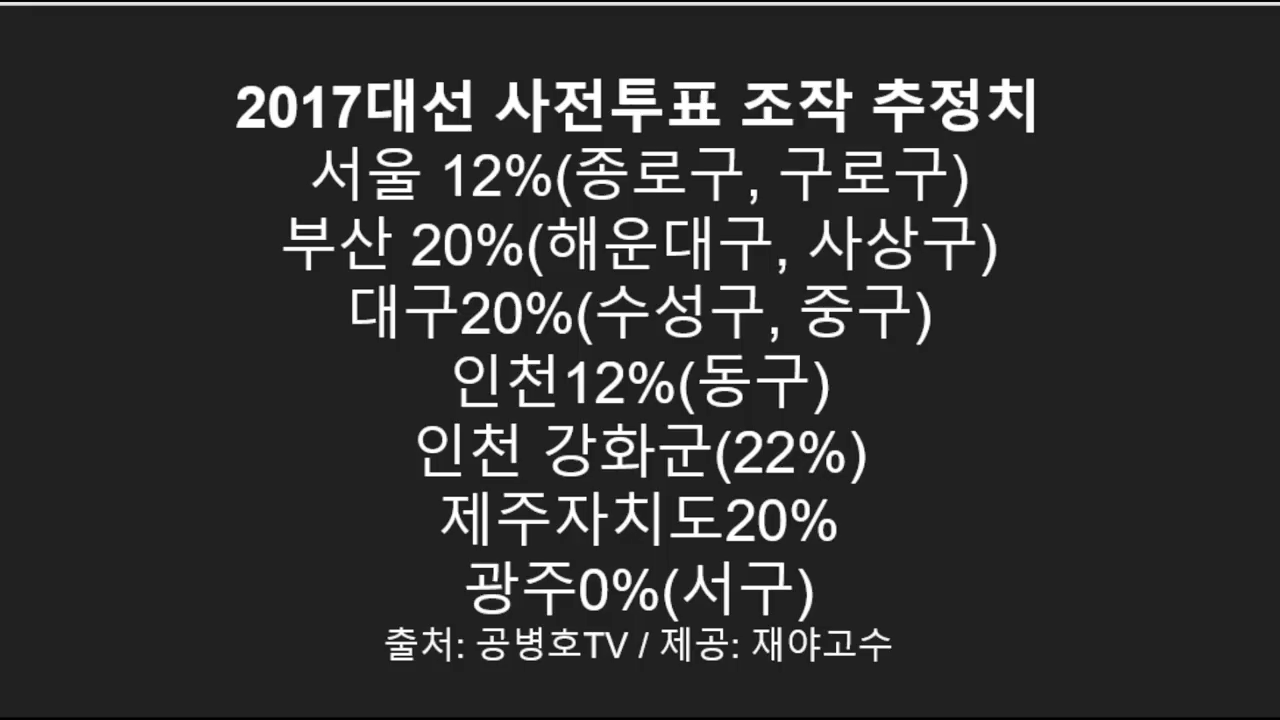 2017대선 사전투표 조작 추정치
서울 12%(종로구, 구로구)
부산 20%(해운대구, 사상구)
대구20%(수성구, 중구)
인천12%(동구)
인천 강화군(22%)
제주자치도20%
광주0%(서구)
출처: 공병호TV / 제공: 재야고수